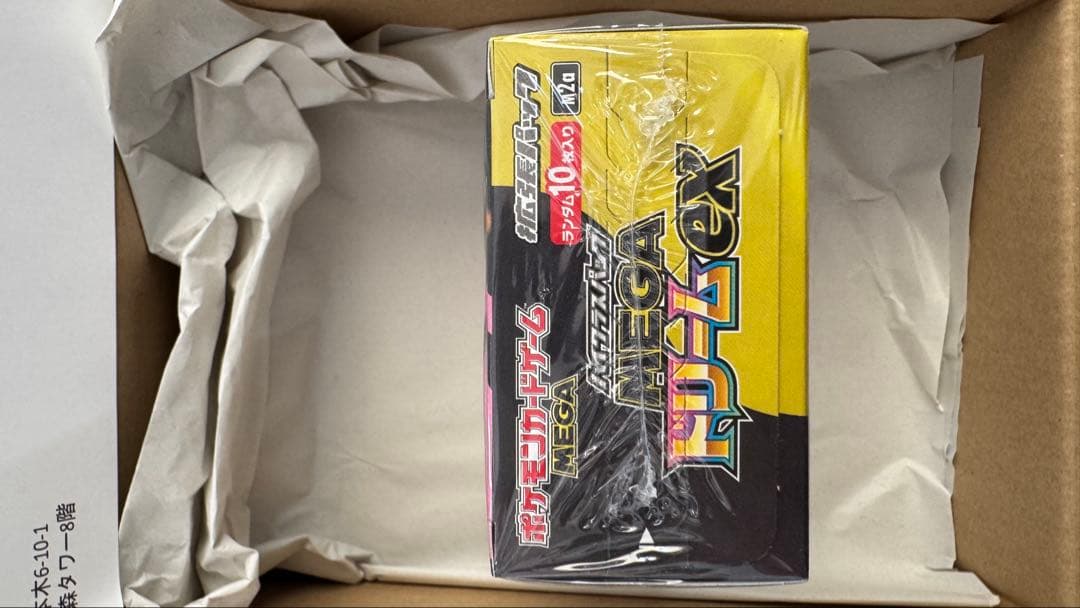 ポケモンカードゲーム
MEGA
拡張パック
ランダム10枚入り
M2a
ハイクラスパック
MEGA
ドリームex
本木6-10-1
森タワー8階